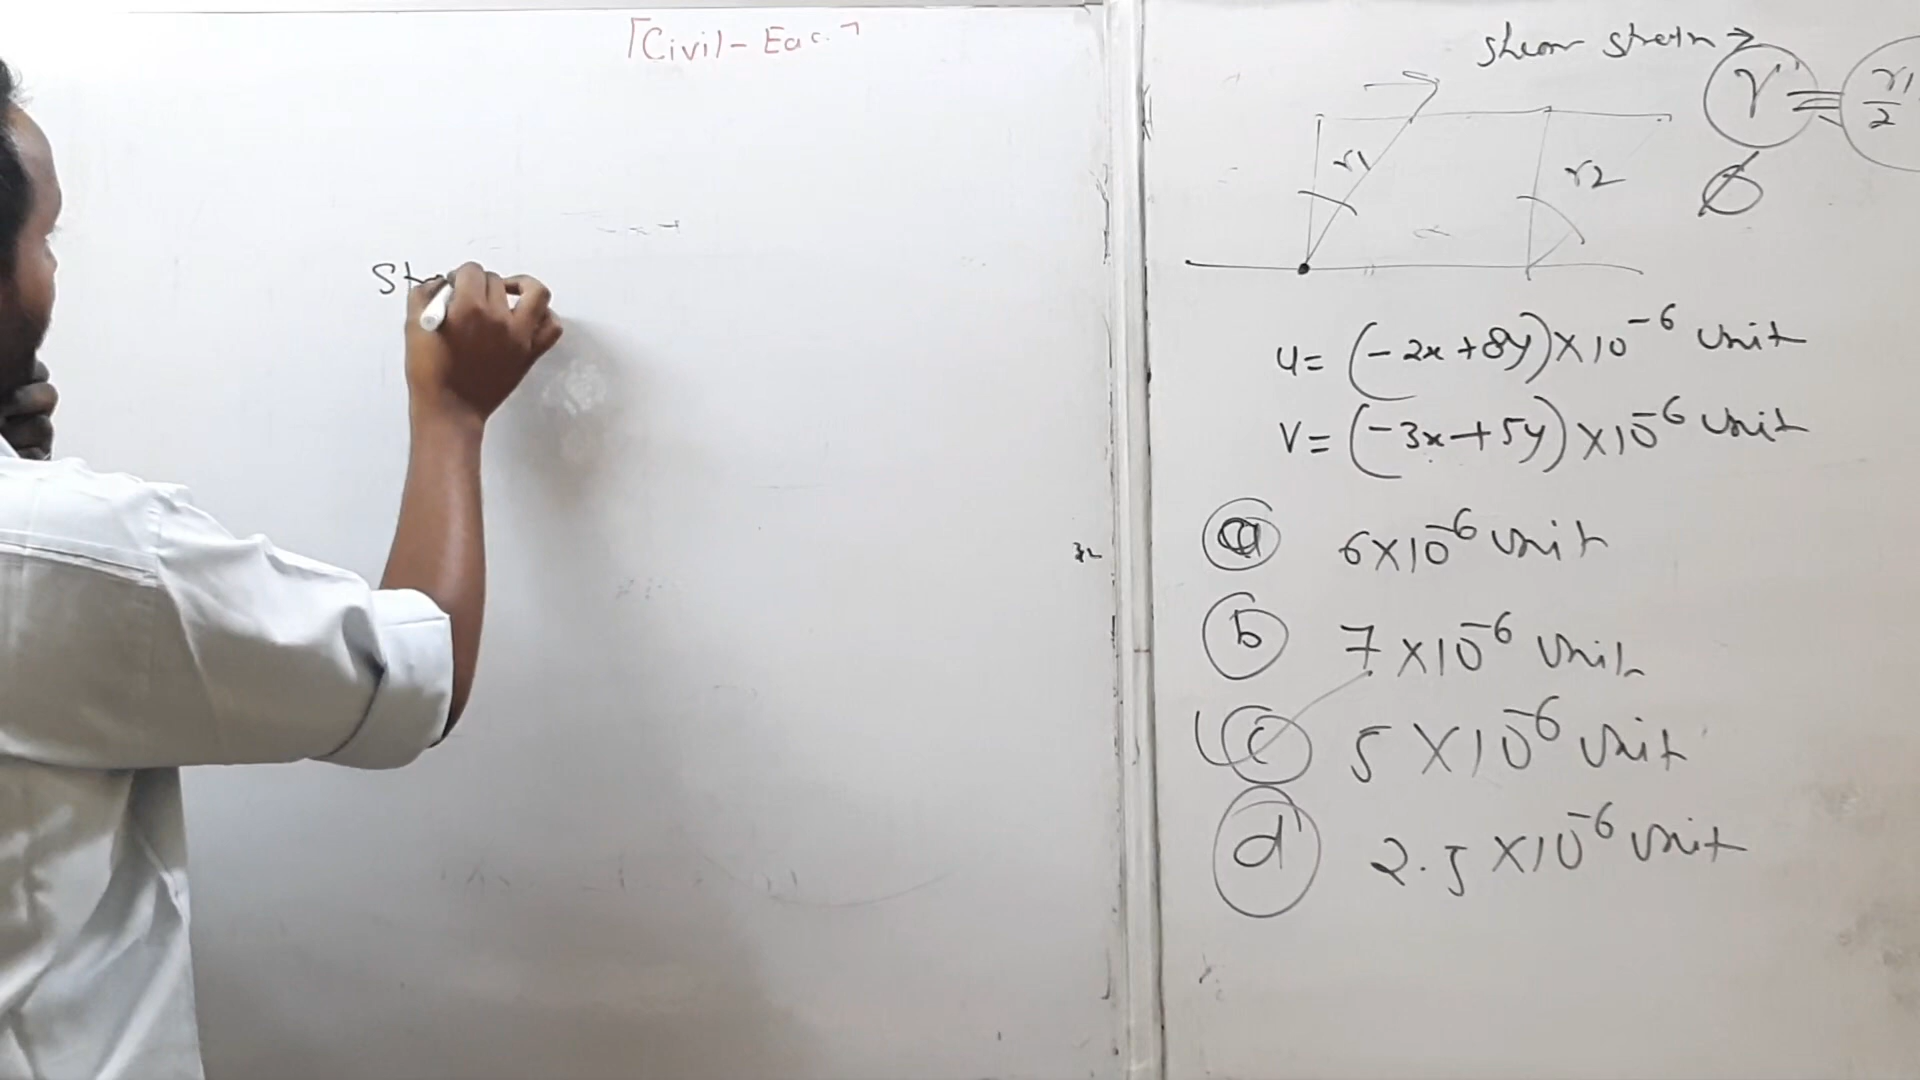 「Civil - Eac.7
Shear strain →
γ = γ1/2
γ1
γ2
Ø
u = (-2x + 8y) × 10⁻⁶ unit
v = (-3x + 5y) × 10⁻⁶ unit
ⓐ 6 × 10⁻⁶ unit
ⓑ 7 × 10⁻⁶ unit
ⓒ 5 × 10⁻⁶ unit
ⓓ 2.5 × 10⁻⁶ unit